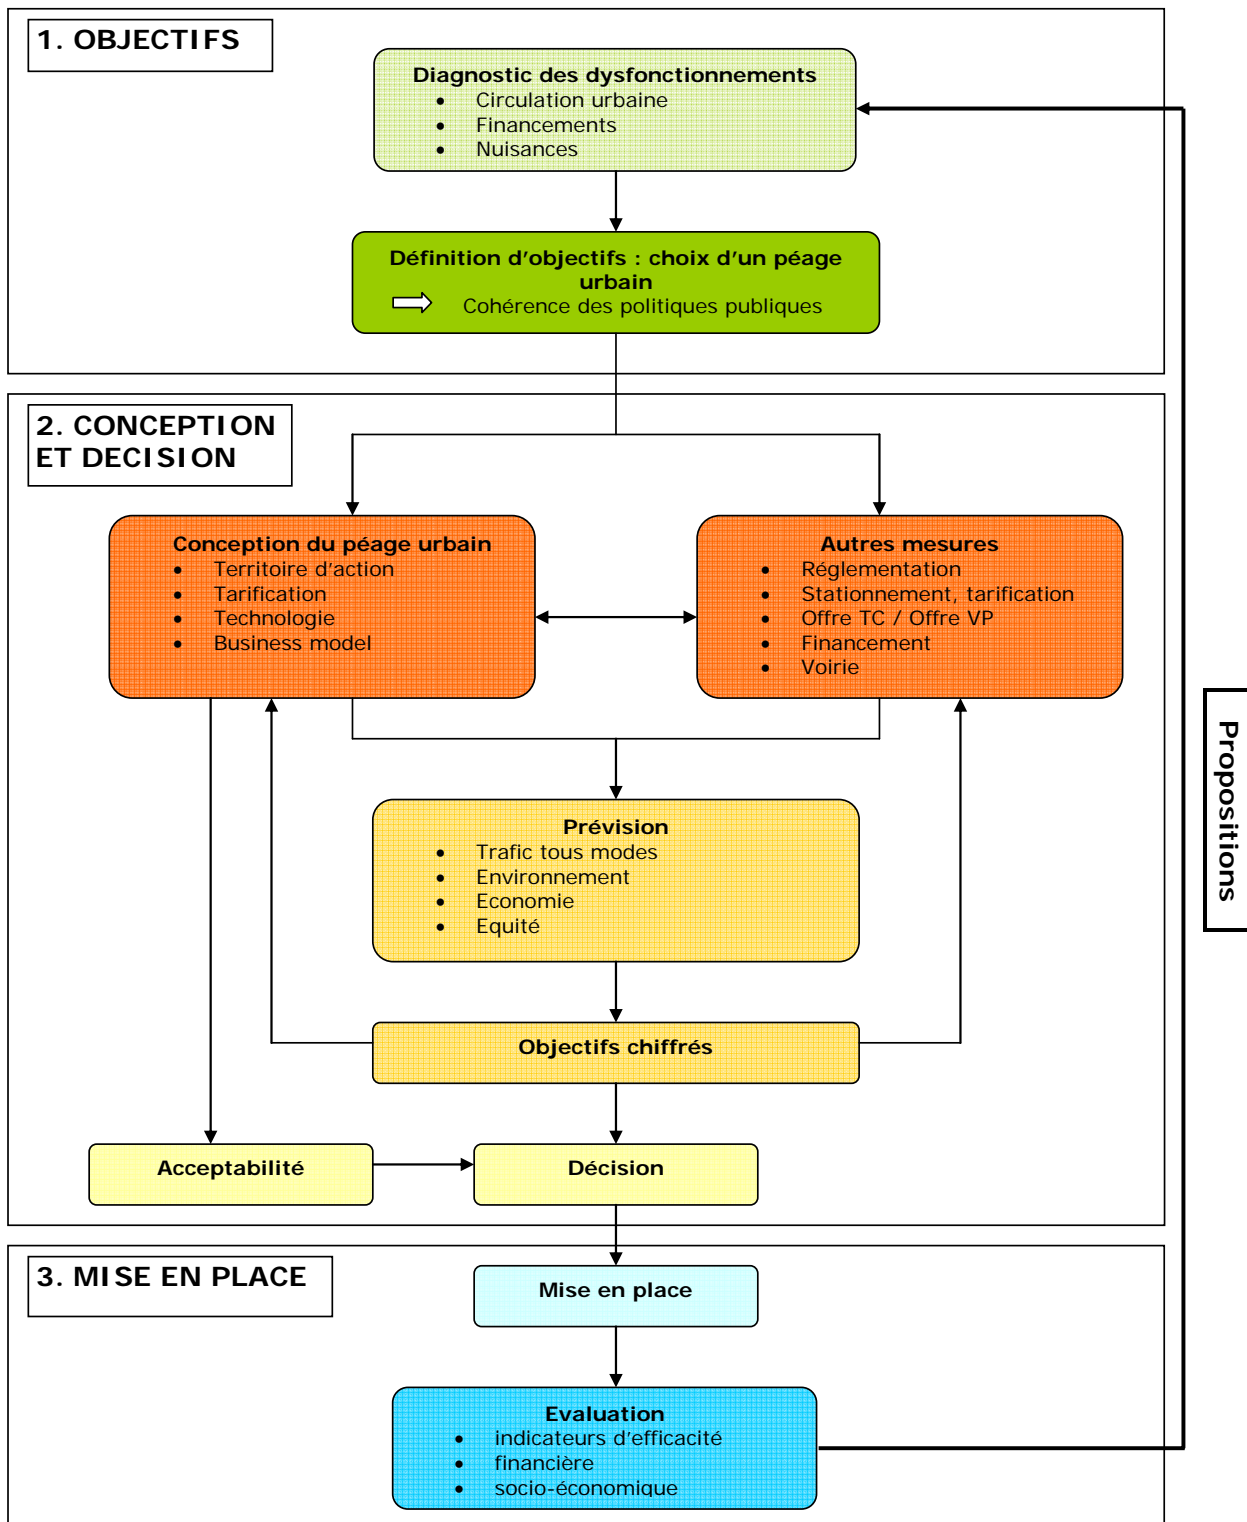 1. OBJECTIFS
Diagnostic des dysfonctionnements
• Circulation urbaine
• Financements
• Nuisances
Définition d'objectifs : choix d'un péage
urbain
Cohérence des politiques publiques
2. CONCEPTION
ET DECISION
Conception du péage urbain
• Territoire d'action
• Tarification
• Technologie
• Business model
Autres mesures
• Réglementation
• Stationnement, tarification
• Offre TC / Offre VP
• Financement
• Voirie
Prévision
• Trafic tous modes
• Environnement
• Economie
• Equité
Objectifs chiffrés
Acceptabilité
Décision
3. MISE EN PLACE
Mise en place
Evaluation
• indicateurs d'efficacité
• financière
• socio-économique
Propositions